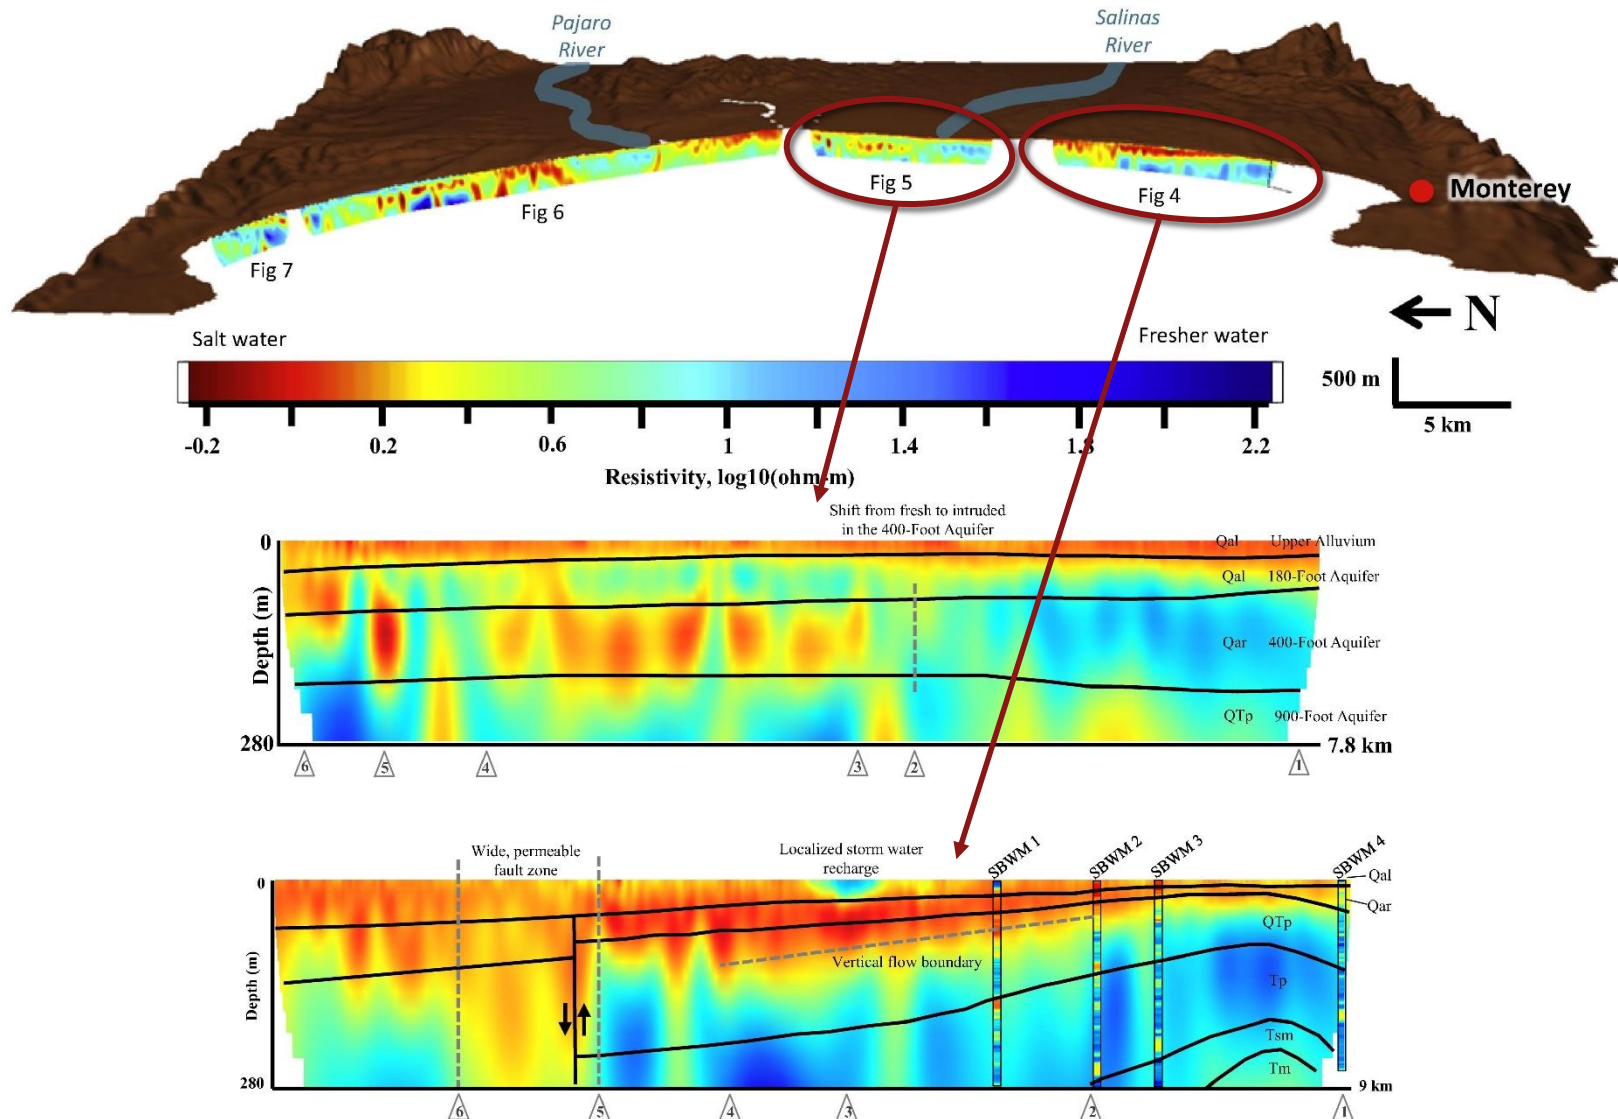 Pajaro
River
Salinas
River
Fig 5
Fig 4
Monterey
Fig 6
Fig 7
N
Salt water
Fresher water
500 m
5 km
-0.2
0.2
0.6
1
1.4
1.8
2.2
Resistivity, log10(ohm-m)
Shift from fresh to intruded
in the 400-Foot Aquifer
0
Depth (m)
280
Qal Upper Alluvium
Qal 180-Foot Aquifer
Qar 400-Foot Aquifer
QTp 900-Foot Aquifer
7.8 km
6
5
4
3
2
1
Wide, permeable
fault zone
Localized storm water
recharge
SBWM 1
SBWM 2
SBWM 3
SBWM 4
0
Depth (m)
280
Qal
Qar
QTp
Vertical flow boundary
Tp
Tsm
Tm
9 km
6
5
4
3
2
1